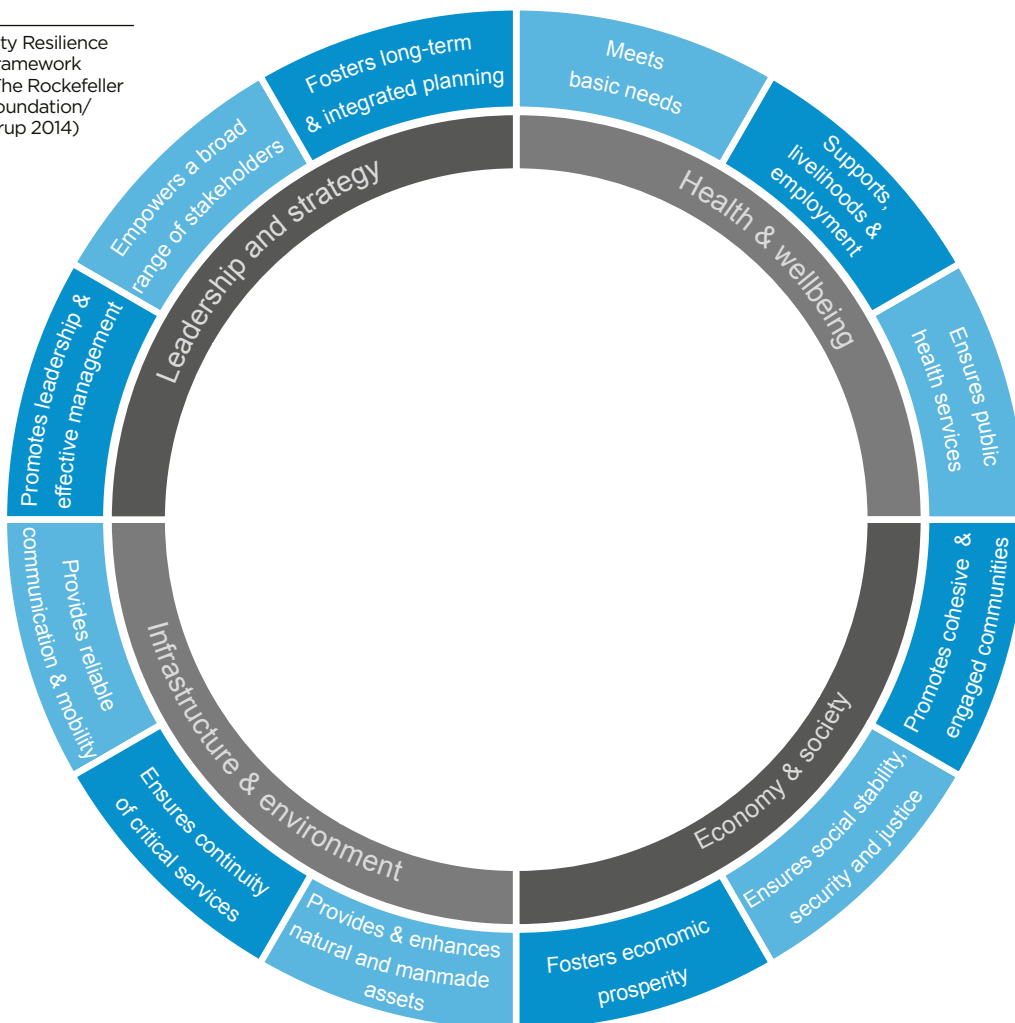 ty Resilience
ramework
The Rockefeller
oundation/
rup 2014)
Fosters long-term
& integrated planning
Meets
basic needs
Supports,
livelihoods &
employment
Ensures public
health services
Promotes cohesive &
engaged communities
Ensures social stability,
security and justice
Fosters economic
prosperity
Provides & enhances
natural and manmade
assets
Ensures continuity
of critical services
Provides reliable
communication & mobility
Promotes leadership &
effective management
Empowers a broad
range of stakeholders
Leadership and strategy
Health & wellbeing
Economy & society
Infrastructure & environment